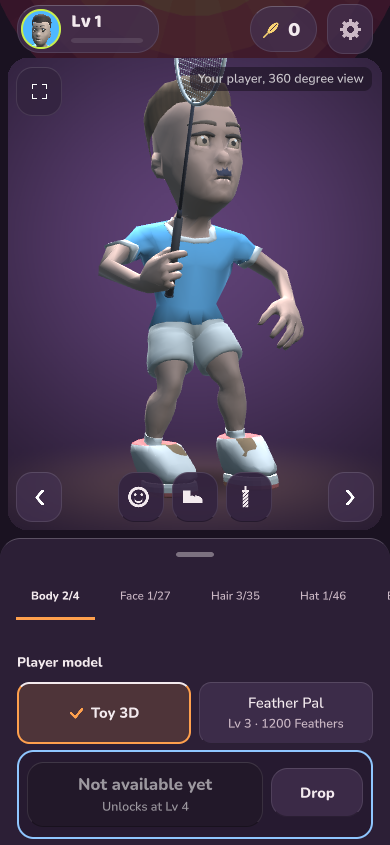 Lv 1
0
Your player, 360 degree view
Body 2/4
Face 1/27
Hair 3/35
Hat 1/46
Player model
Toy 3D
Feather Pal
Lv 3 · 1200 Feathers
Not available yet
Unlocks at Lv 4
Drop